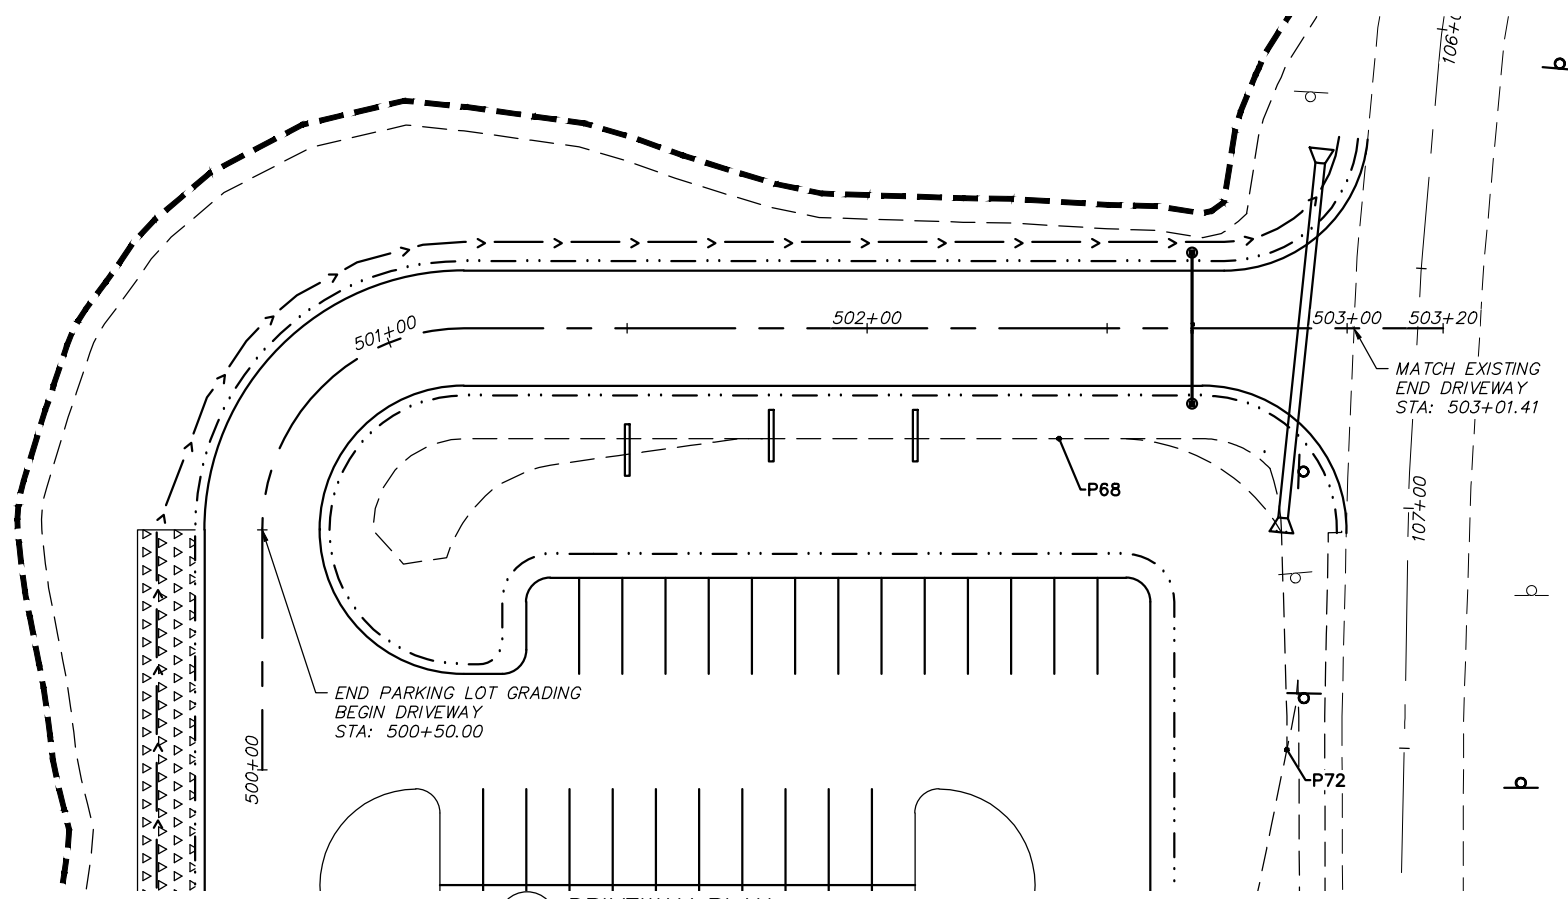 106+
501+00
502+00
503+00
503+20
MATCH EXISTING
END DRIVEWAY
STA: 503+01.41
P68
107+00
END PARKING LOT GRADING
BEGIN DRIVEWAY
STA: 500+50.00
500+00
P72